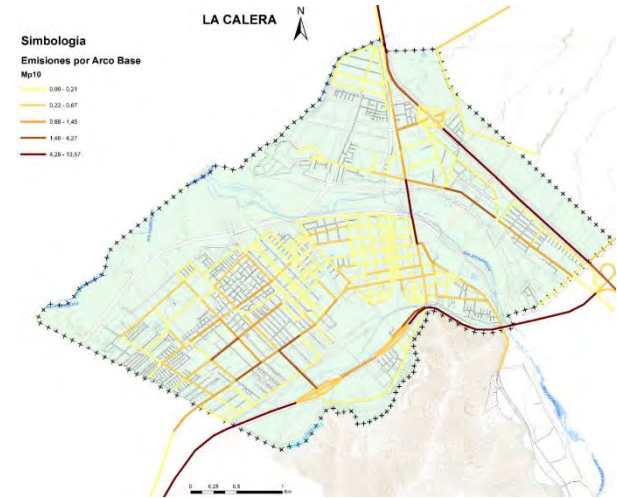 LA CALERA
N
Simbología
Emisiones por Arco Base
Mp10
0,00 - 0,21
0,22 - 0,67
0,68 - 1,45
1,46 - 4,27
4,28 - 13,57
0 0,25 0,5 1
Km